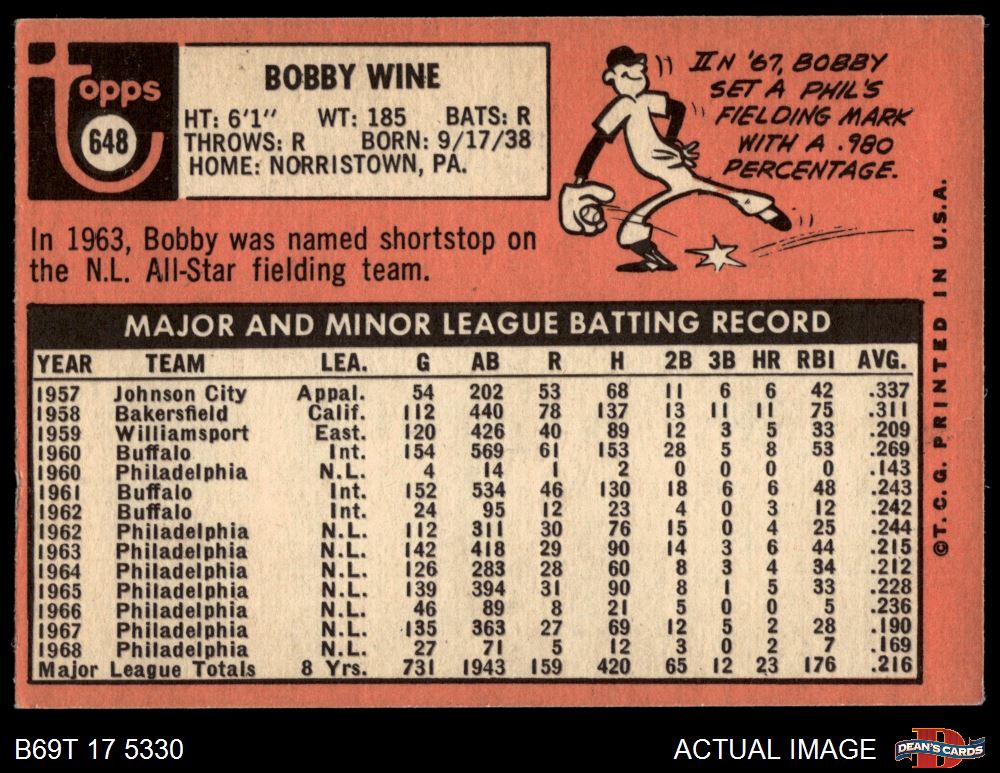 topps
648
BOBBY WINE
HT: 6'1" WT: 185 BATS: R
THROWS: R BORN: 9/17/38
HOME: NORRISTOWN, PA.
IN '67, BOBBY
SET A PHIL'S
FIELDING MARK
WITH A .980
PERCENTAGE.
In 1963, Bobby was named shortstop on
the N.L. All-Star fielding team.
MAJOR AND MINOR LEAGUE BATTING RECORD
YEAR TEAM LEA. G AB R H 2B 3B HR RBI AVG.
1957 Johnson City Appal. 54 202 53 68 11 6 6 42 .337
1958 Bakersfield Calif. 112 440 78 137 13 11 11 75 .311
1959 Williamsport East. 120 426 40 89 12 3 5 33 .209
1960 Buffalo Int. 154 569 61 153 28 5 8 53 .269
1960 Philadelphia N.L. 4 14 1 2 0 0 0 0 .143
1961 Buffalo Int. 152 534 46 130 18 6 6 48 .243
1962 Buffalo Int. 24 95 12 23 4 0 3 12 .242
1962 Philadelphia N.L. 112 311 30 76 15 0 4 25 .244
1963 Philadelphia N.L. 142 418 29 90 14 3 6 44 .215
1964 Philadelphia N.L. 126 283 28 60 8 3 4 34 .212
1965 Philadelphia N.L. 139 394 31 90 8 1 5 33 .228
1966 Philadelphia N.L. 46 89 8 21 5 0 0 5 .236
1967 Philadelphia N.L. 135 363 27 69 12 5 2 28 .190
1968 Philadelphia N.L. 27 71 5 12 3 0 2 7 .169
Major League Totals 8 Yrs. 731 1943 159 420 65 12 23 176 .216
©T.C.G. PRINTED IN U.S.A.
B69T 17 5330
ACTUAL IMAGE
D
DEAN'S CARDS